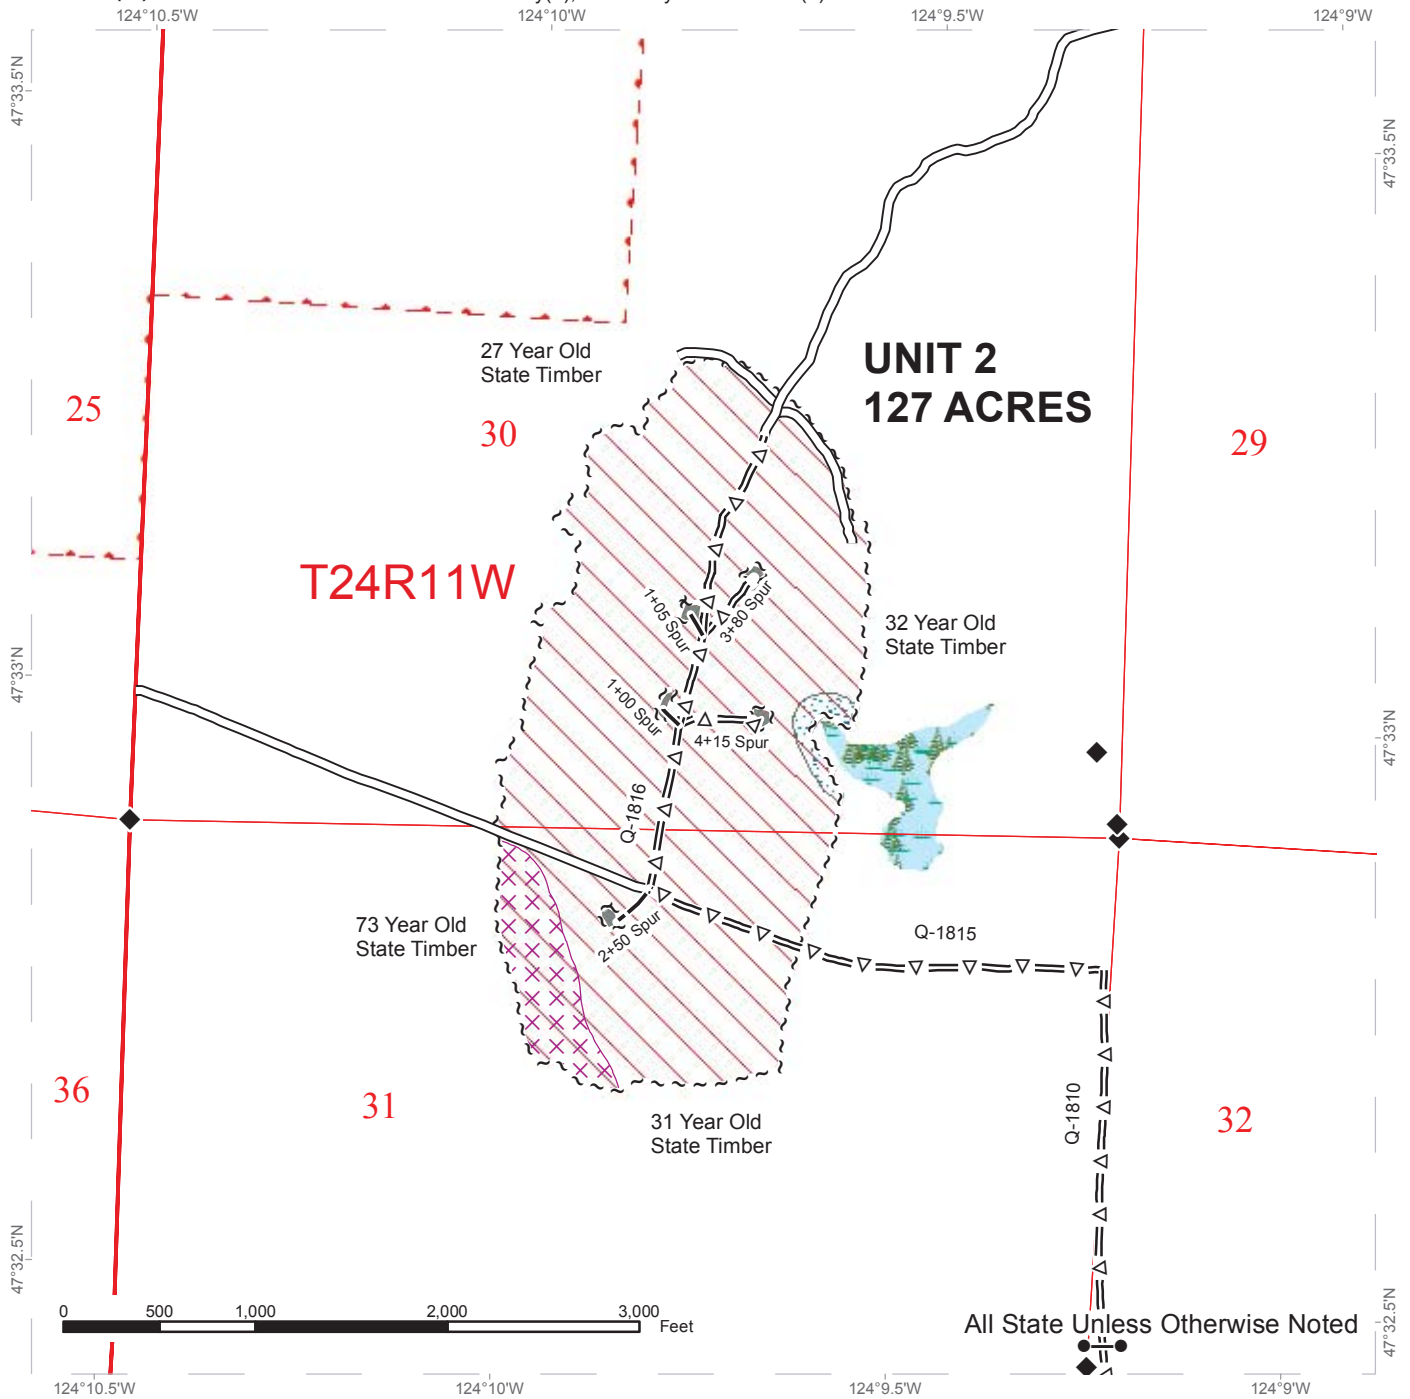 124°10.5'W
124°10'W
124°9.5'W
124°9'W
47°33.5'N
47°33.5'N
27 Year Old
State Timber
UNIT 2
127 ACRES
25
30
29
T24R11W
1+05 Spur
3+80 Spur
32 Year Old
State Timber
47°33'N
47°33'N
1+00 Spur
4+15 Spur
Q-1816
73 Year Old
State Timber
2+50 Spur
Q-1815
36
31
Q-1810
32
31 Year Old
State Timber
47°32.5'N
47°32.5'N
0 500 1,000 2,000 3,000
Feet
All State Unless Otherwise Noted
124°10.5'W
124°10'W
124°9.5'W
124°9'W